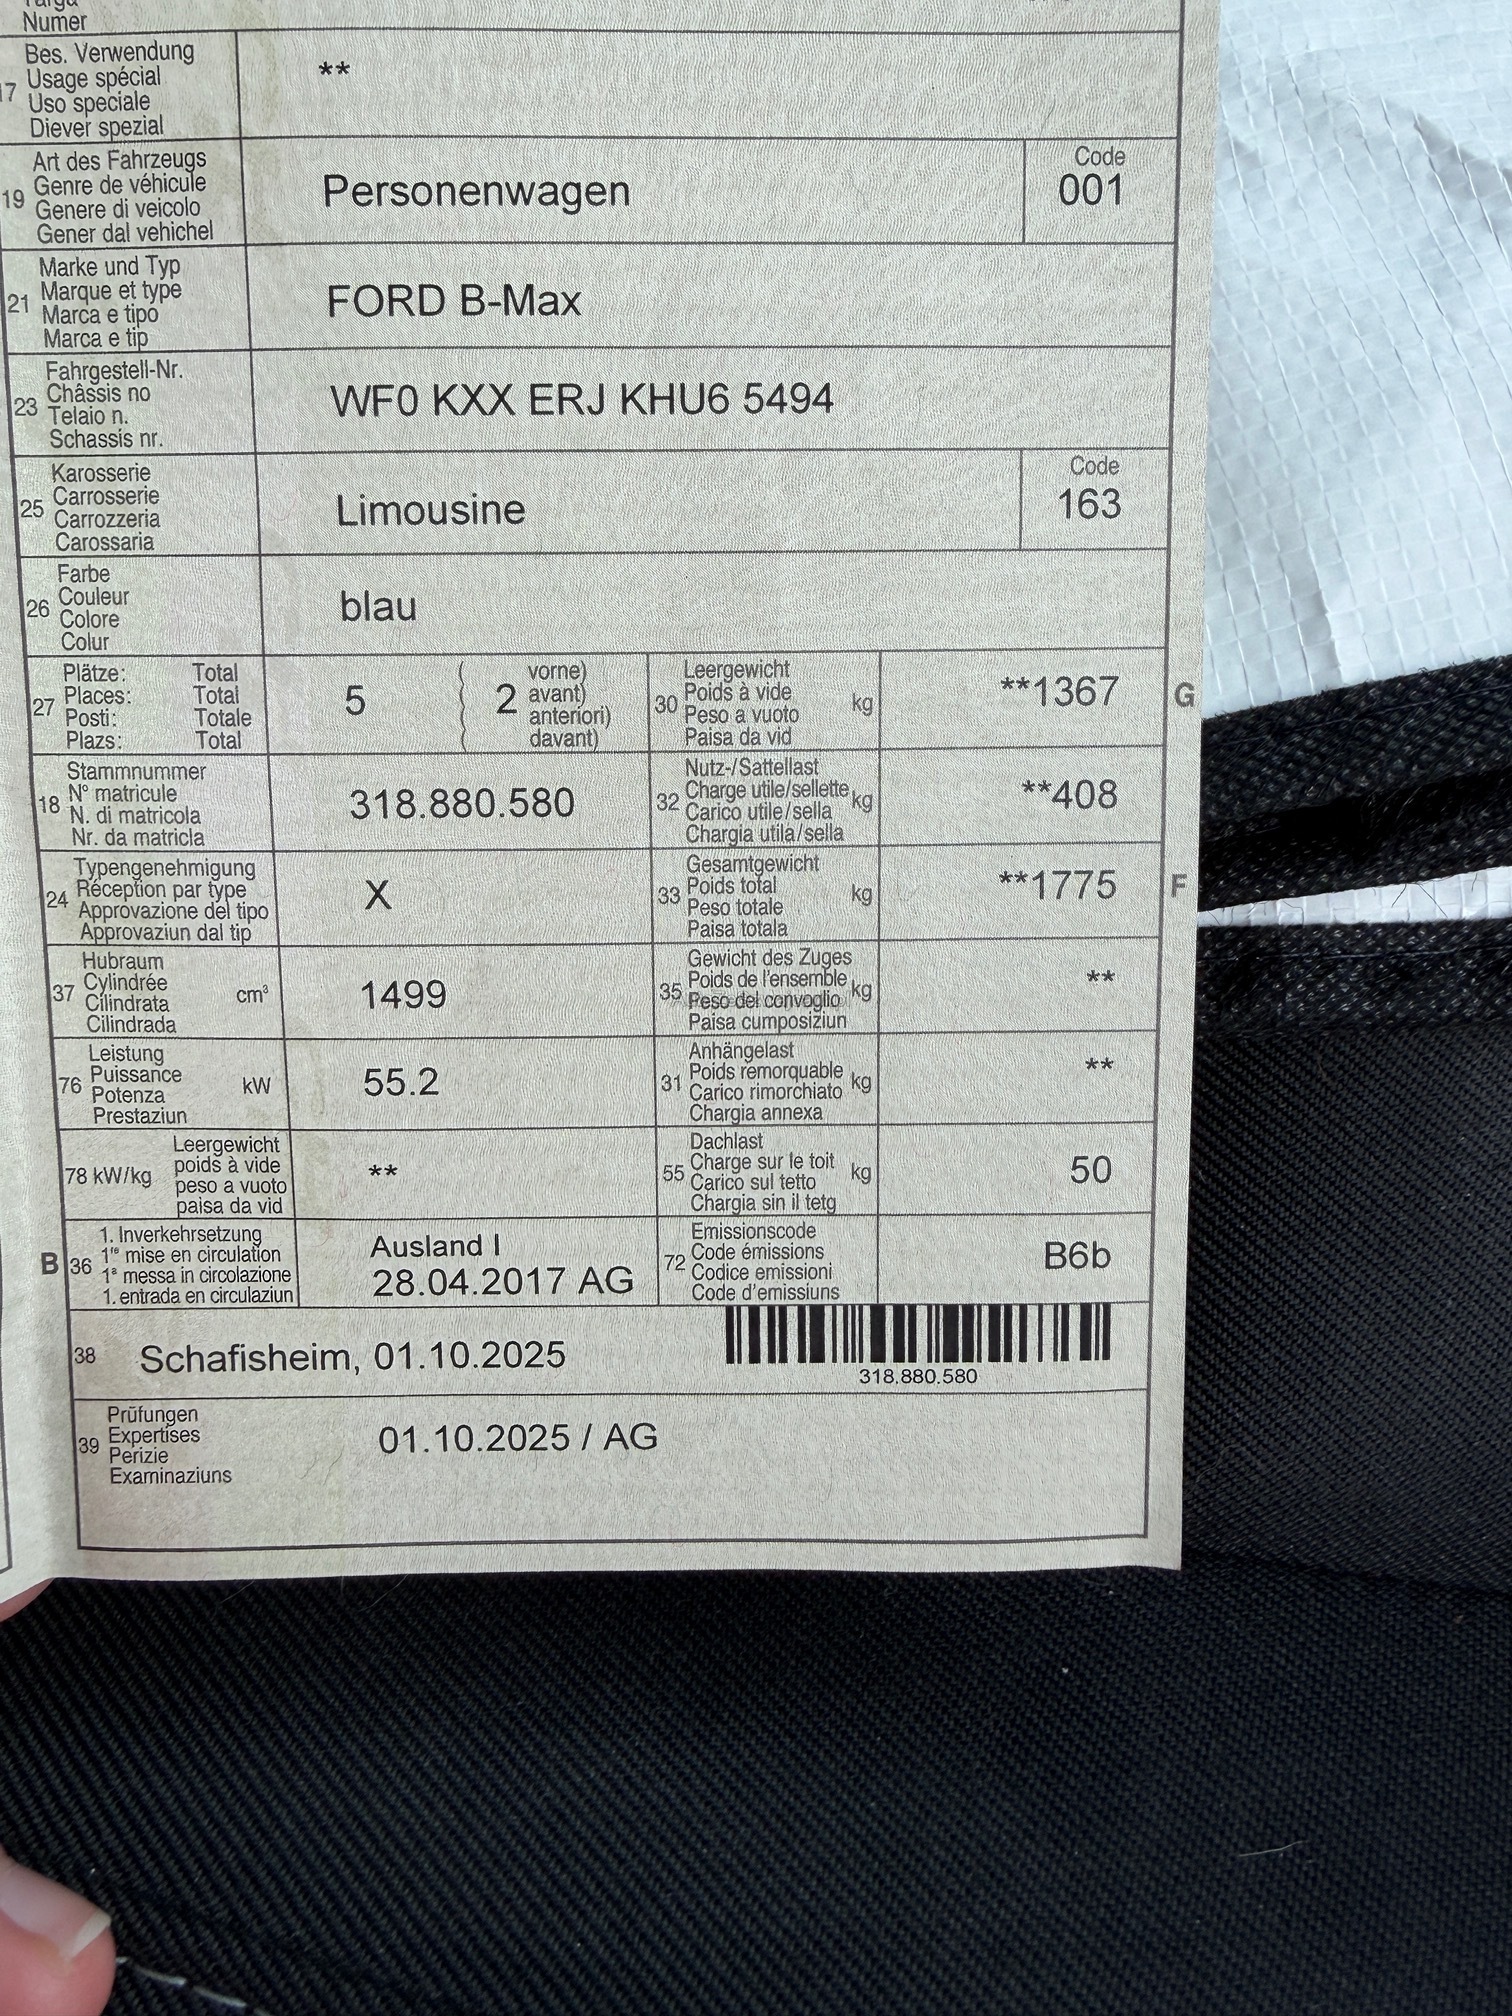 Targa
Numer
17 Bes. Verwendung
Usage spécial
Uso speciale
Diever spezial
**
19 Art des Fahrzeugs
Genre de véhicule
Genere di veicolo
Gener dal vehichel
Personenwagen
Code
001
21 Marke und Typ
Marque et type
Marca e tipo
Marca e tip
FORD B-Max
23 Fahrgestell-Nr.
Châssis no
Telaio n.
Schassis nr.
WF0 KXX ERJ KHU6 5494
25 Karosserie
Carrosserie
Carrozzeria
Carossaria
Limousine
Code
163
26 Farbe
Couleur
Colore
Colur
blau
27 Plätze: Total
Places: Total
Posti: Totale
Plazs: Total
5 ( 2 vorne)
( avant)
( anteriori)
( davant)
30 Leergewicht
Poids à vide kg
Peso a vuoto
Paisa da vid
**1367
G
18 Stammnummer
N° matricule
N. di matricola
Nr. da matricla
318.880.580
32 Nutz-/Sattellast
Charge utile/sellette kg
Carico utile/sella
Chargia utila/sella
**408
24 Typengenehmigung
Réception par type
Approvazione del tipo
Approvaziun dal tip
X
33 Gesamtgewicht
Poids total kg
Peso totale
Paisa totala
**1775
F
37 Hubraum
Cylindrée cm³
Cilindrata
Cilindrada
1499
35 Gewicht des Zuges
Poids de l'ensemble kg
Peso del convoglio
Paisa cumposiziun
**
76 Leistung
Puissance kW
Potenza
Prestaziun
55.2
31 Anhängelast
Poids remorquable kg
Carico rimorchiato
Chargia annexa
**
78 kW/kg Leergewicht
poids à vide
peso a vuoto
paisa da vid
**
55 Dachlast
Charge sur le toit kg
Carico sul tetto
Chargia sin il tetg
50
B
36 1. Inverkehrsetzung
1re mise en circulation
1a messa in circolazione
1. entrada en circulaziun
Ausland I
28.04.2017 AG
72 Emissionscode
Code émissions
Codice emissioni
Code d'emissiuns
B6b
38 Schafisheim, 01.10.2025
318.880.580
39 Prüfungen
Expertises
Perizie
Examinaziuns
01.10.2025 / AG